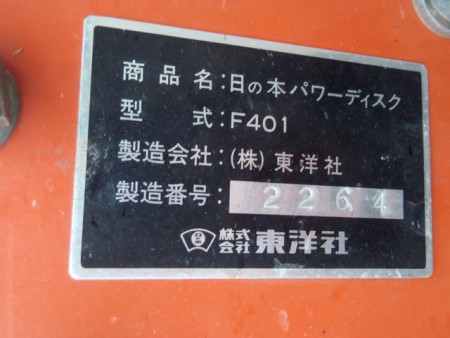 商品名:日の本パワーディスク
型式:F401
製造会社:(株)東洋社
製造番号:2264
株式会社東洋社